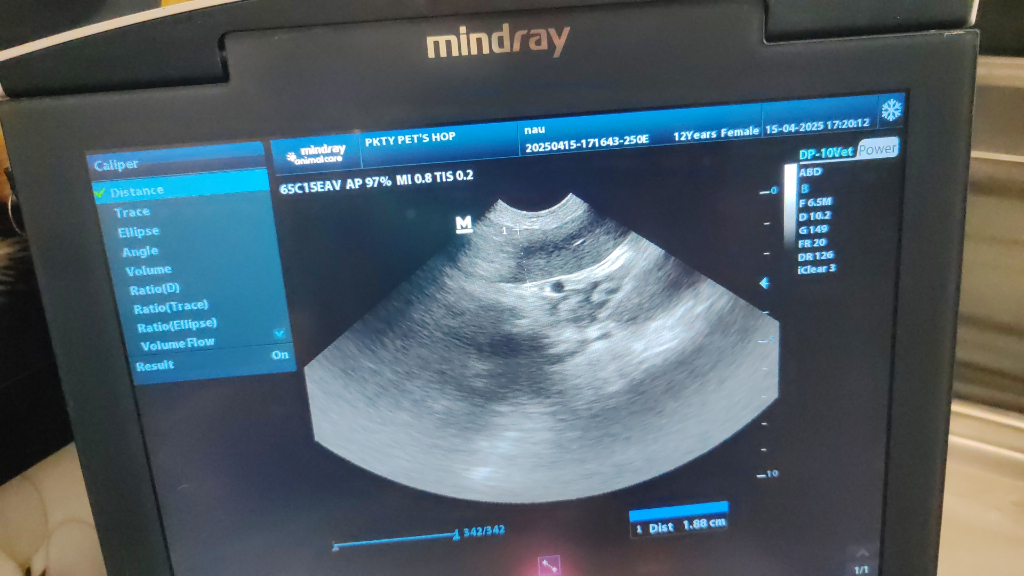 mindray
Caliper
Distance
Trace
Ellipse
Angle
Volume
Ratio(D)
Ratio(Trace)
Ratio(Ellipse)
Volume Flow
Result On
mindray
animal care
PKTY PET'S HOP
nau
20250415-171643-250E
12Years Female
15-04-2025 17:20:12
65C15EAV AP 97% MI 0.8 TIS 0.2
DP-10Vet Power
ABD
B
F 6.5M
D 10.2
G 149
FR 20
DR 126
iClear 3
M
1
0
10
342/342
1 Dist 1.88 cm
1/1